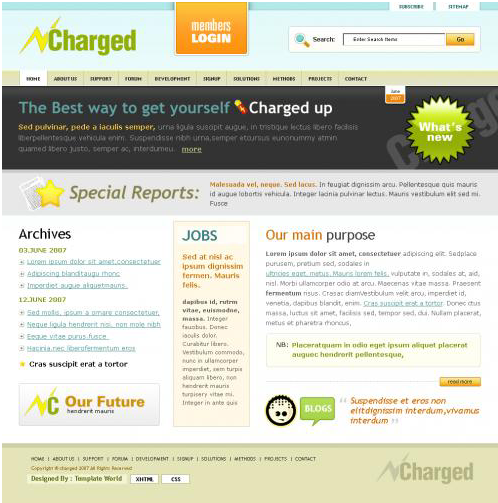 SUBSCRIBE SITEMAP
NCharged
members
LOGIN
Search: Enter Search Items Go
HOME ABOUT US SUPPORT FORUM DEVELOPMENT SIGNUP SOLUTIONS METHODS PROJECTS CONTACT
June
2007
The Best way to get yourself Charged up
Sed pulvinar, pede a iaculis semper, urna ligula suscipit augue, in tristique lectus libero facilisis
liberpellentesque vehicula enim. Suspendisse nibh urna,semper atcursus eunonummy atmin
quamed libero justo, semper ac, interdumeu. more
What's
new
Special Reports:
Malesuada vel, neque. Sed lacus. In feugiat dignissim arcu. Pellentesque quis mauris
id augue lobortis vehicula. Integer lacinia pulvinar lectus. Mauris vestibulum elit sed mi.
Fusce
Archives
03.JUNE 2007
Lorem ipsum dolor sit amet,consectetuer
Adipiscing blanditaugu rhonc.
Imperdiet augue aliquetmauris.
12.JUNE 2007
Sed mollis, ipsum a ornare consectetuer,
Neque ligula hendrerit nisi, non mole nibh
Eeque vitae purus.fusce
Hacinia,nec liberofermentum eros
Cras suscipit erat a tortor
NC Our Future
hendrerit mauris
JOBS
Sed at nisl ac
ipsum dignissim
fermen. Mauris
felis.
dapibus id, rutrm
vitae, euismodne,
massa. Integer
faucibus. Donec
iaculis dolor.
Curabitur libero.
Vestibulum commodo,
nunc in ullamcorper
imperdiet, sem turpis
aliquam libero, non
hendrerit mauris
turpisery vitae mi.
Integer in ante quis
Our main purpose
Lorem ipsum dolor sit amet, consectetuer adipiscing elit. Sedplace
purusem, pretium sed, sodales in
ultricies eget, metus. Mauris lorem felis, vulputate in, sodales at, aid,
nisl. Morbi ullamcorper odio at arcu. Maecenas vitae massa. Praesent
fermentum risus. Crasac diamVestibulum velit arcu, imperdiet id,
venenatis, dapibus blandit, enim. Cras suscipit erat a tortor. Donec ctus
massa, luctus sit amet, facilisis sed, tempor sed, dui. Nullam placerat,
metus et pharetra rhoncus,
NB: Placeratquam in odio eget ipsum aliquet placerat
auguec hendrerit pellentesque,
read more
BLOGS
Suspendisse et eros non
elitdignissim interdum,vivamus
interdum
HOME | ABOUT US | SUPPORT | FORUM | DEVELOPMENT | SIGNUP | SOLUTIONS | METHODS | PROJECTS | CONTACT
Copyright © charged 2007 All Rights Reserved
Designed By : Template World XHTML CSS
NCharged